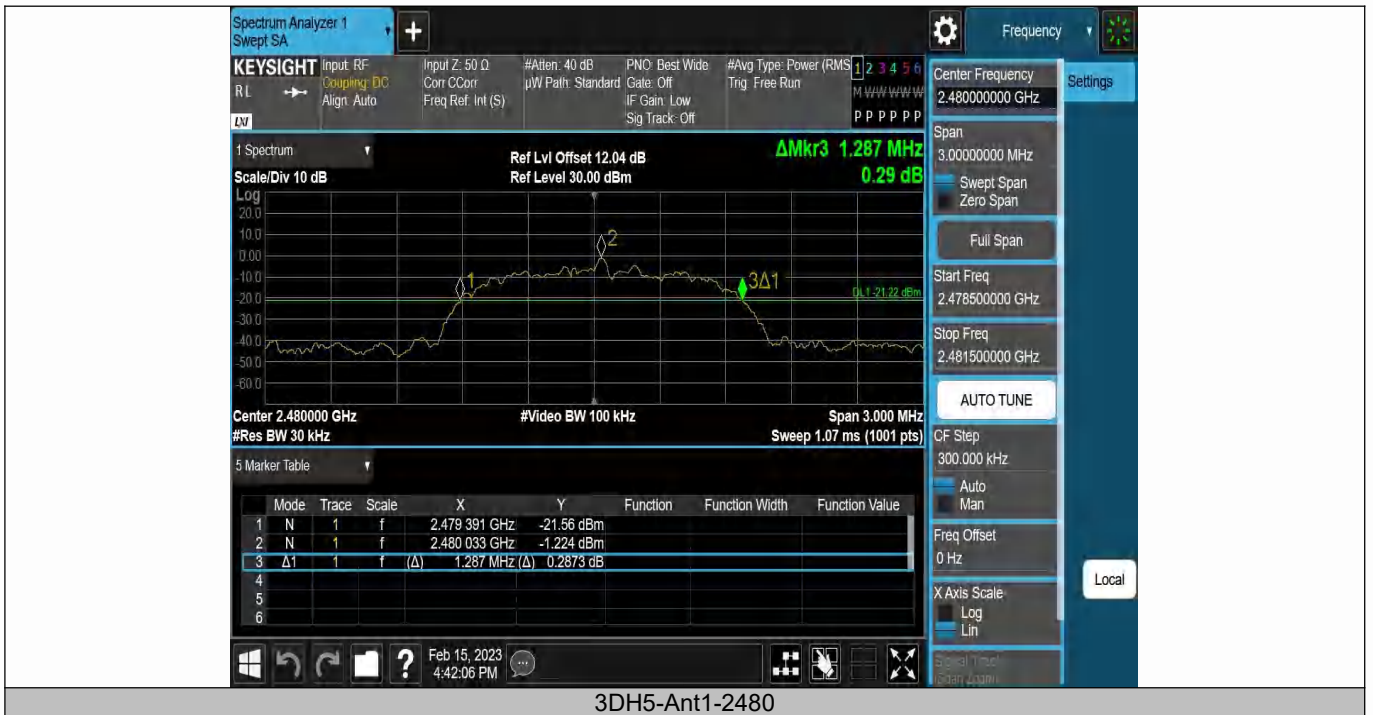 Spectrum Analyzer 1
Swept SA
+
Frequency
KEYSIGHT
RL
LXI
Input: RF
Coupling: DC
Align: Auto
Input Z: 50 Ω
Corr CCorr
Freq Ref: Int (S)
#Atten: 40 dB
µW Path: Standard
PNO: Best Wide
Gate: Off
IF Gain: Low
Sig Track: Off
#Avg Type: Power (RMS
Trig: Free Run
1 2 3 4 5 6
M W W W W W
P P P P P P
Center Frequency
2.480000000 GHz
Settings
1 Spectrum
Scale/Div 10 dB
Ref Lvl Offset 12.04 dB
Ref Level 30.00 dBm
ΔMkr3 1.287 MHz
0.29 dB
Log
20.0
10.0
0.00
-10.0
-20.0
-30.0
-40.0
-50.0
-60.0
1
2
3Δ1
DL1 -21.22 dBm
Center 2.480000 GHz
#Video BW 100 kHz
Span 3.000 MHz
#Res BW 30 kHz
Sweep 1.07 ms (1001 pts)
Span
3.00000000 MHz
Swept Span
Zero Span
Full Span
Start Freq
2.478500000 GHz
Stop Freq
2.481500000 GHz
AUTO TUNE
CF Step
300.000 kHz
Auto
Man
Freq Offset
0 Hz
X Axis Scale
Log
Lin
Signal Track
(Span Zoom)
Local
5 Marker Table
Mode Trace Scale X Y Function Function Width Function Value
1 N 1 f 2.479 391 GHz -21.56 dBm
2 N 1 f 2.480 033 GHz -1.224 dBm
3 Δ1 1 f (Δ) 1.287 MHz (Δ) 0.2873 dB
4
5
6
?
Feb 15, 2023
4:42:06 PM
3DH5-Ant1-2480